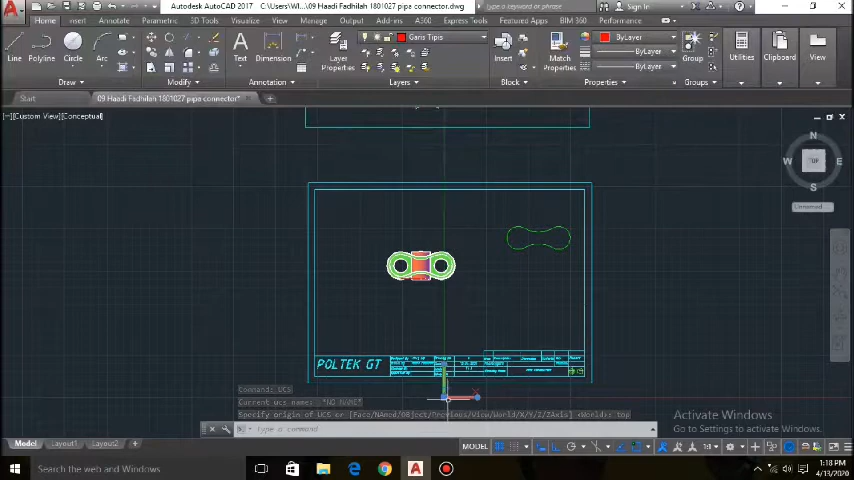 Autodesk AutoCAD 2017 C:\Users\WI... \09 Haadi Fadhilah 1801027 pipa connector.dwg
Type a keyword or phrase
Sign In
Home Insert Annotate Parametric 3D Tools Visualize View Manage Output Add-ins A360 Express Tools Featured Apps BIM 360 Performance
Garis Tipis
ByLayer
ByLayer
ByLayer
Line Polyline Circle Arc Text Dimension Layer Properties Insert Match Properties Group Utilities Clipboard View
Draw Modify Annotation Layers Block Properties Groups
Start 09 Haadi Fadhilah 1801027 pipa connector*
[−][Custom View][Conceptual]
N
W TOP E
S
Unnamed
POLTEK GT
Command: UCS
Current ucs name: *NO NAME*
Specify origin of UCS or [Face/NAmed/OBject/Previous/View/World/X/Y/Z/ZAxis] <World>: top
Type a command
Activate Windows
Go to Settings to activate Windows.
Model Layout1 Layout2 +
MODEL 1:1
Search the web and Windows
1:18 PM
4/13/2020